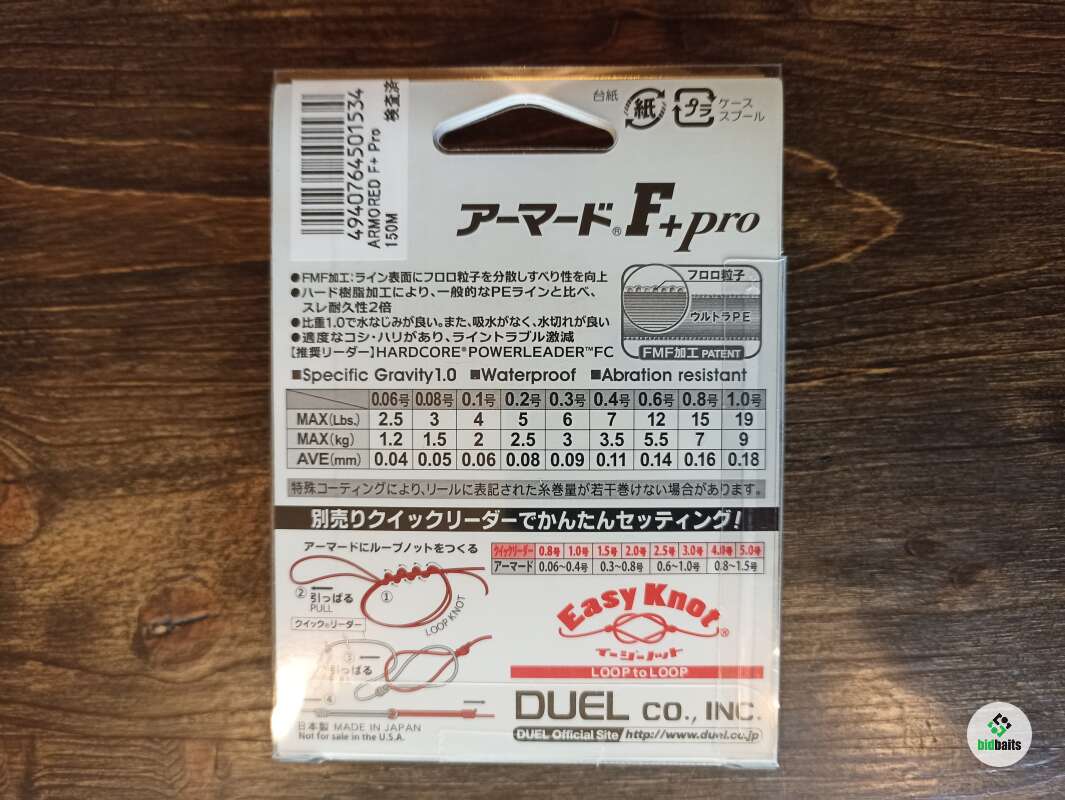 4940764501534
ARMORED F+ Pro
150M 検査済
台紙 紙 プラ ケース
スプール
アーマード® F+pro
●FMF加工:ライン表面にフロロ粒子を分散しすべり性を向上
●ハード樹脂加工により、一般的なPEラインと比べ、
スレ耐久性2倍
●比重1.0で水なじみが良い。また、吸水がなく、水切れが良い
●適度なコシ・ハリがあり、ライントラブル激減
【推奨リーダー】HARDCORE®POWERLEADER™FC
フロロ粒子
ウルトラPE
FMF加工 PATENT
■Specific Gravity1.0 ■Waterproof ■Abration resistant
0.06号 0.08号 0.1号 0.2号 0.3号 0.4号 0.6号 0.8号 1.0号
MAX(Lbs.) 2.5 3 4 5 6 7 12 15 19
MAX(kg) 1.2 1.5 2 2.5 3 3.5 5.5 7 9
AVE(mm) 0.04 0.05 0.06 0.08 0.09 0.11 0.14 0.16 0.18
特殊コーティングにより、リールに表記された糸巻量が若干巻けない場合があります。
別売りクイックリーダーでかんたんセッティング!
アーマードにループノットをつくる
クイックリーダー 0.8号 1.0号 1.5号 2.0号 2.5号 3.0号 4.0号 5.0号
アーマード 0.06~0.4号 0.3~0.8号 0.6~1.0号 0.8~1.5号
② 引っぱる
PULL
①
LOOP KNOT
クイック®リーダー
③
引っぱる
④
Easy Knot®
イージーノット
LOOP to LOOP
DUEL CO., INC.
DUEL Official Site http://www.duel.co.jp
日本製 MADE IN JAPAN
Not for sale in the U.S.A.
bidbaits